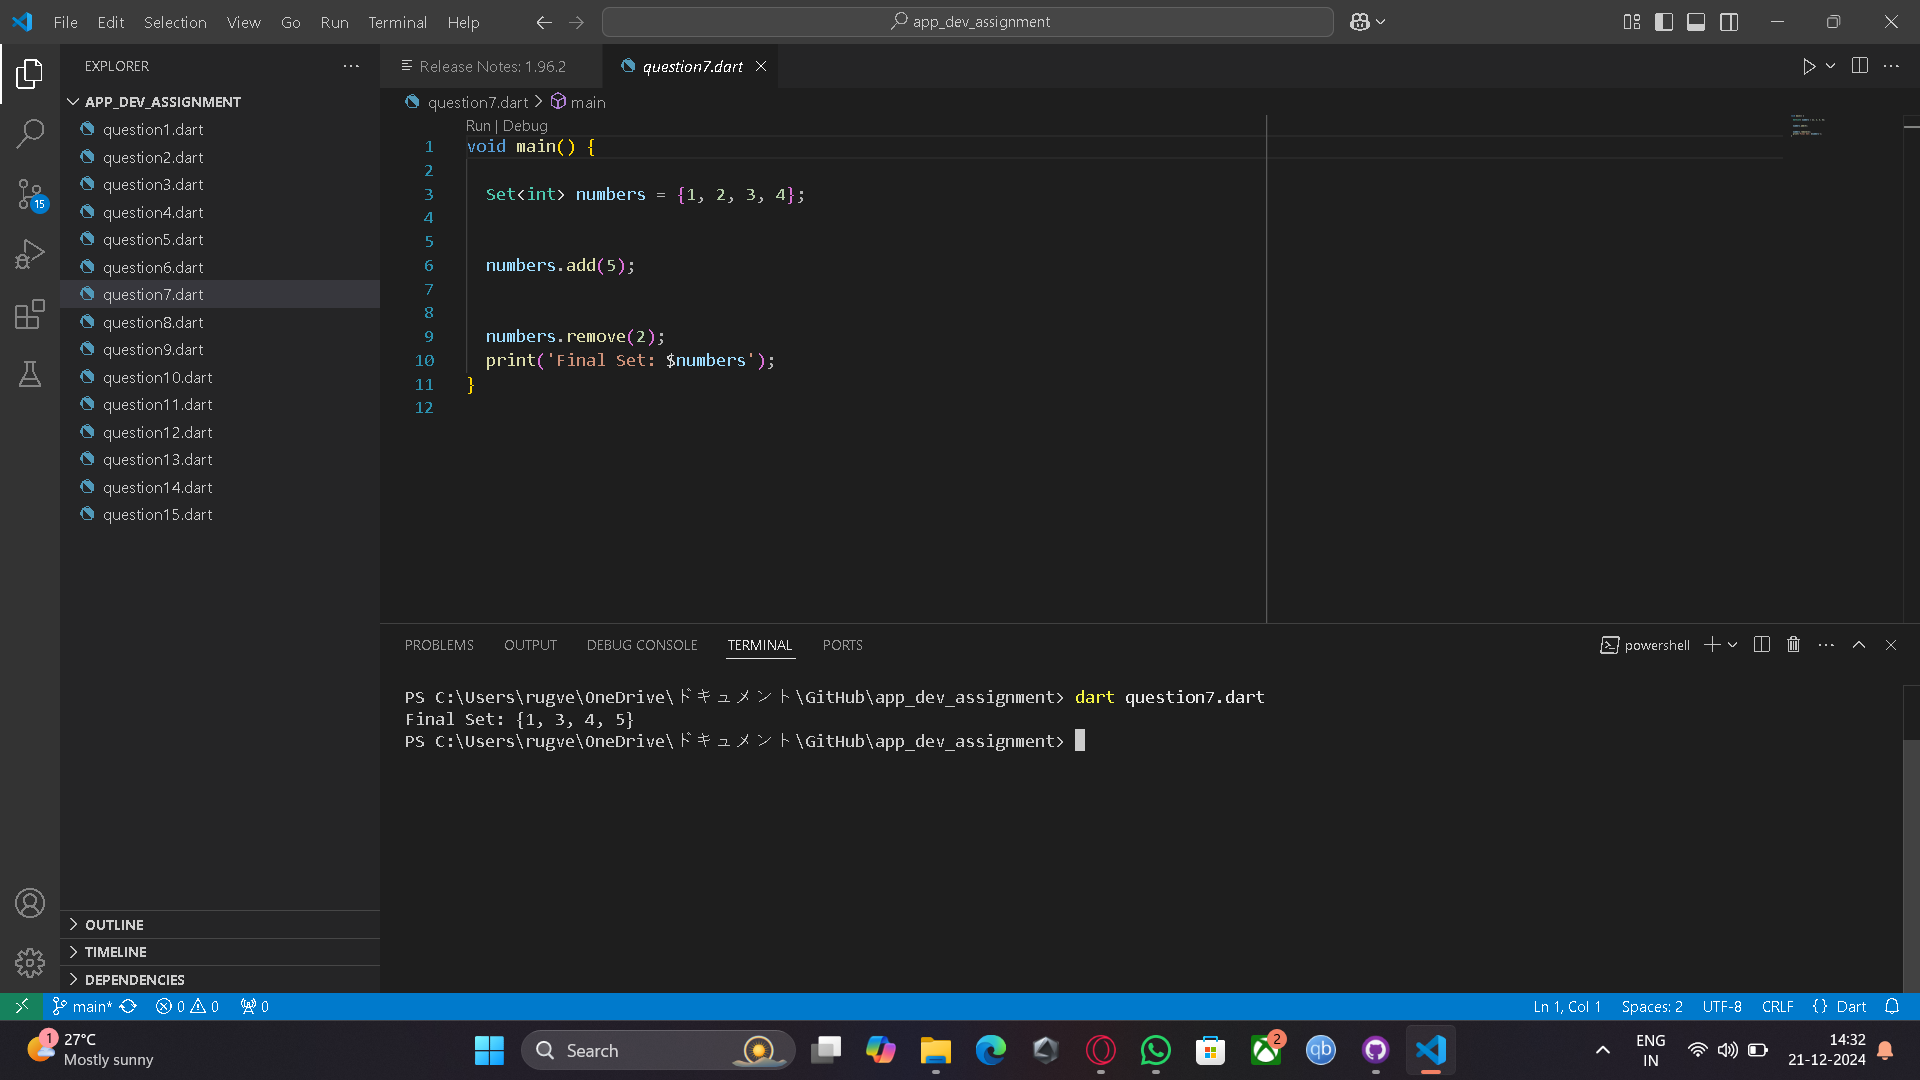 File Edit Selection View Go Run Terminal Help
app_dev_assignment
EXPLORER
Release Notes: 1.96.2
question7.dart
APP_DEV_ASSIGNMENT
question1.dart
question2.dart
question3.dart
question4.dart
question5.dart
question6.dart
question7.dart
question8.dart
question9.dart
question10.dart
question11.dart
question12.dart
question13.dart
question14.dart
question15.dart
15
OUTLINE
TIMELINE
DEPENDENCIES
question7.dart > main
Run | Debug
1 void main() {
2
3 Set<int> numbers = {1, 2, 3, 4};
4
5
6 numbers.add(5);
7
8
9 numbers.remove(2);
10 print('Final Set: $numbers');
11 }
12
PROBLEMS OUTPUT DEBUG CONSOLE TERMINAL PORTS
powershell
PS C:\Users\rugve\OneDrive\ドキュメント\GitHub\app_dev_assignment> dart question7.dart
Final Set: {1, 3, 4, 5}
PS C:\Users\rugve\OneDrive\ドキュメント\GitHub\app_dev_assignment>
main* 0 0 0
Ln 1, Col 1 Spaces: 2 UTF-8 CRLF {} Dart
1
27°C
Mostly sunny
Search
2
qb
ENG
IN
14:32
21-12-2024